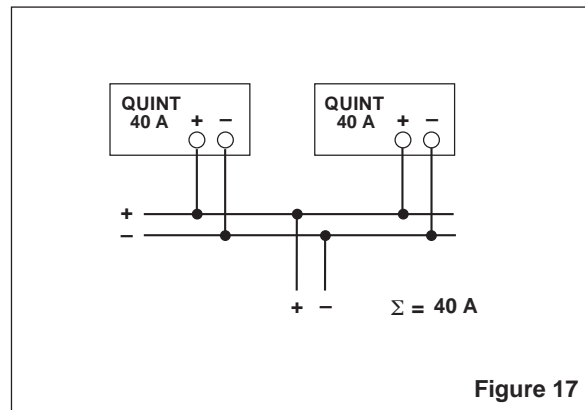 QUINT
40 A + −
QUINT
40 A + −
+
−
+ − Σ = 40 A
Figure 17